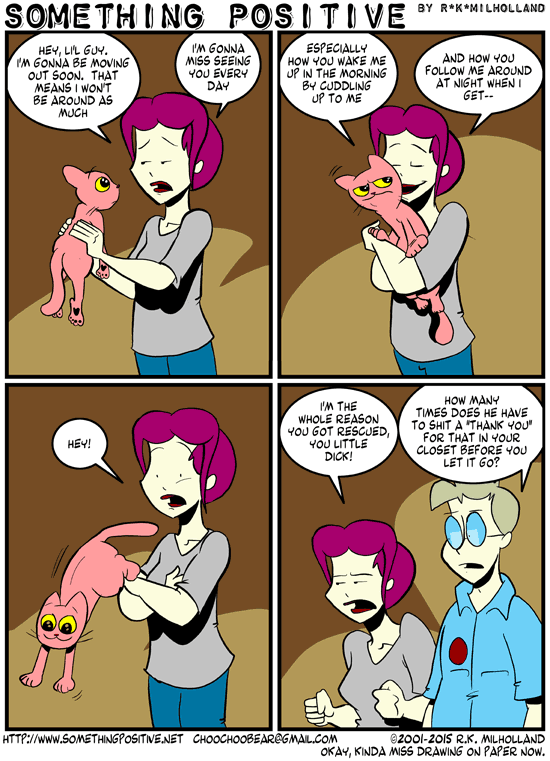 SOMETHING POSITIVE BY R*K*MILHOLLAND
HEY, LI'L GUY.
I'M GONNA BE MOVING
OUT SOON. THAT
MEANS I WON'T
BE AROUND AS
MUCH
I'M GONNA
MISS SEEING
YOU EVERY
DAY
ESPECIALLY
HOW YOU WAKE ME
UP IN THE MORNING
BY CUDDLING
UP TO ME
AND HOW YOU
FOLLOW ME AROUND
AT NIGHT WHEN I
GET--
HEY!
I'M THE
WHOLE REASON
YOU GOT RESCUED,
YOU LITTLE
DICK!
HOW MANY
TIMES DOES HE HAVE
TO SHIT A "THANK YOU"
FOR THAT IN YOUR
CLOSET BEFORE YOU
LET IT GO?
HTTP://WWW.SOMETHINGPOSITIVE.NET CHOOCHOOBEAR@GMAIL.COM ©2001-2015 R.K. MILHOLLAND
OKAY, KINDA MISS DRAWING ON PAPER NOW.